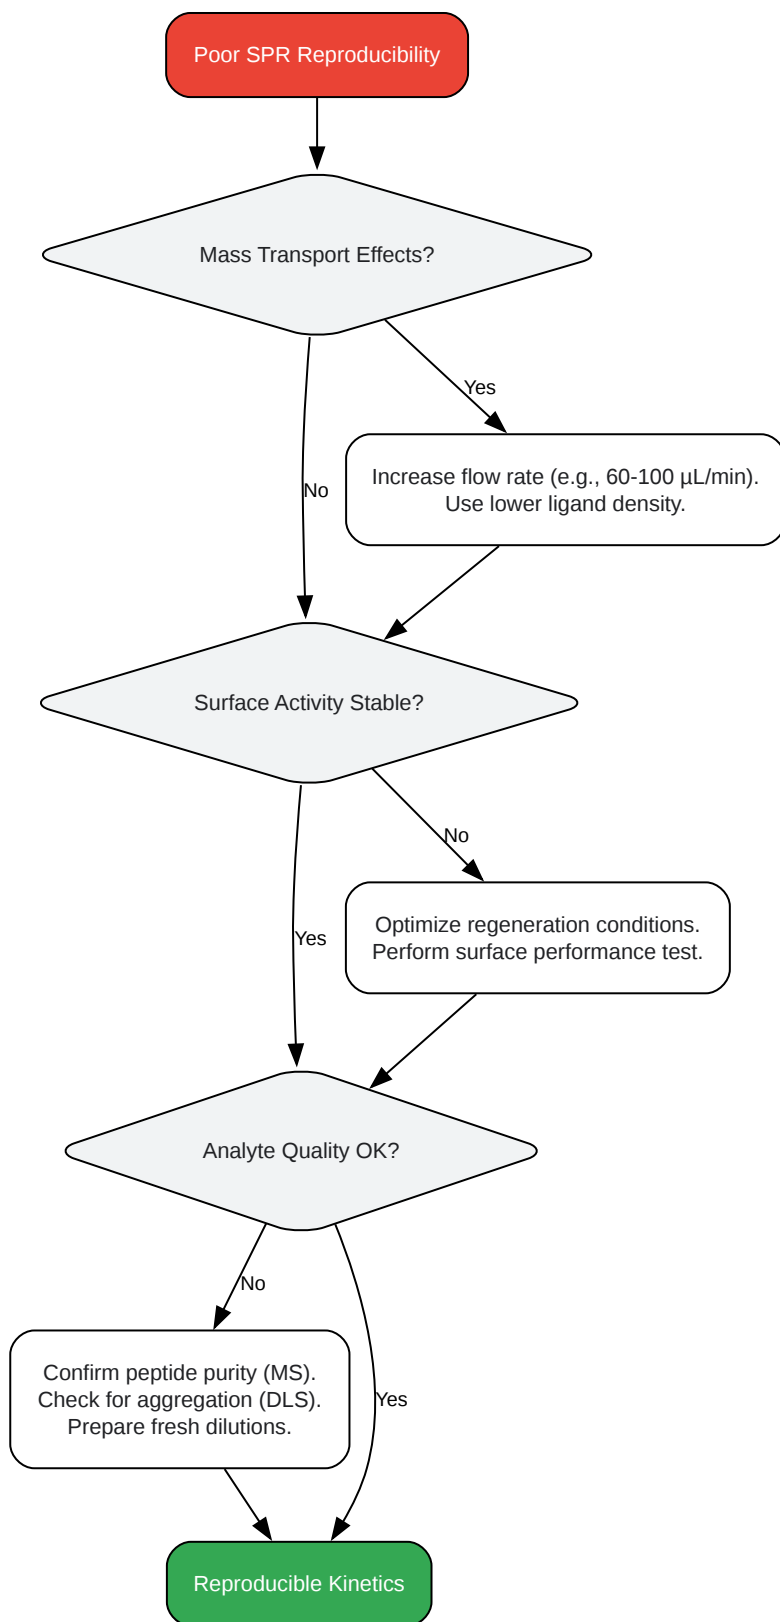 Poor SPR Reproducibility
Mass Transport Effects?
Yes
Increase flow rate (e.g., 60-100 µL/min).
Use lower ligand density.
No
Surface Activity Stable?
No
Optimize regeneration conditions.
Perform surface performance test.
Yes
Analyte Quality OK?
No
Confirm peptide purity (MS).
Check for aggregation (DLS).
Prepare fresh dilutions.
Yes
Reproducible Kinetics